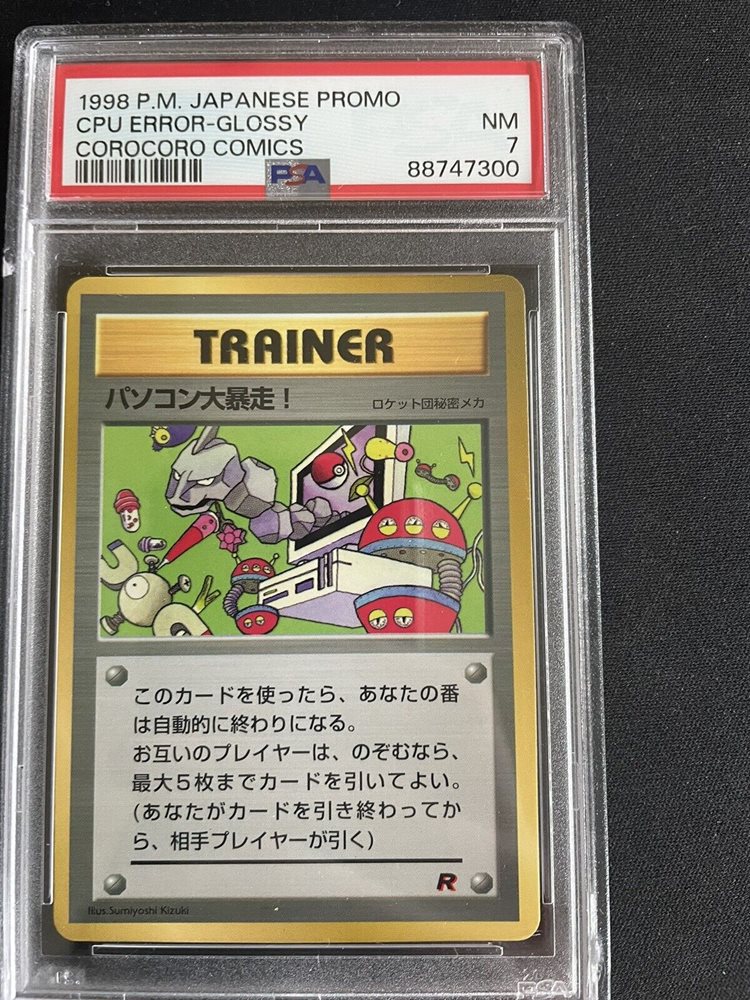 1998 P.M. JAPANESE PROMO
CPU ERROR-GLOSSY NM
COROCORO COMICS 7
PSA 88747300
TRAINER
パソコン大暴走！ ロケット団秘密メカ
このカードを使ったら、あなたの番
は自動的に終わりになる。
お互いのプレイヤーは、のぞむなら、
最大5枚までカードを引いてよい。
(あなたがカードを引き終わってか
ら、相手プレイヤーが引く)
R
Illus.Sumiyoshi Kizuki
PSA